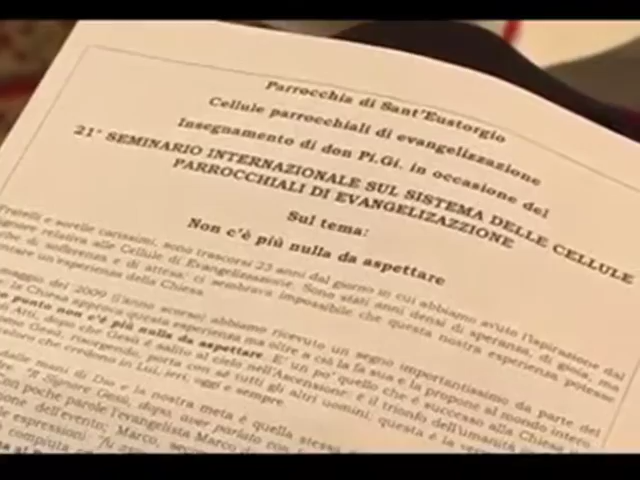 Parrocchia di Sant'Eustorgio
Cellule parrocchiali di evangelizzazione
Insegnamento di don Pi.Gi. in occasione del
21° SEMINARIO INTERNAZIONALE SUL SISTEMA DELLE CELLULE
PARROCCHIALI DI EVANGELIZAZZIONE
Sul tema:
Non c'è più nulla da aspettare
Fratelli e sorelle carissimi, sono trascorsi 23 anni dal giorno in cui abbiamo avuto l'ispirazione dal
Signore relativa alle Cellule di Evangelizzazione. Sono stati anni densi di speranza, di gioia, ma
di sofferenza e di attesa: ci sembrava impossibile che questa nostra esperienza potesse
un'esperienza della Chiesa.
maggio del 2009 (l'anno scorso) abbiamo ricevuto un segno importantissimo da parte del
la Chiesa approva questa esperienza ma oltre a ciò la fa sua e la propone al mondo intero.
punto non c'è più nulla da aspettare. E' un po' quello che è successo alla Chiesa
Atti, dopo che Gesù è salito al cielo nell'Ascensione: è il trionfo dell'umanità
Gesù, risorgendo, porta con sé tutti gli altri uomini; questa è la
coloro che credono in Lui, ieri, oggi e sempre.
dalle mani di Dio e la nostra meta è quella stessa
"Il Signore Gesù, dopo aver parlato con
Con poche parole l'evangelista Marco
dell'evento; Marco,
espressioni: "fu
compiuta